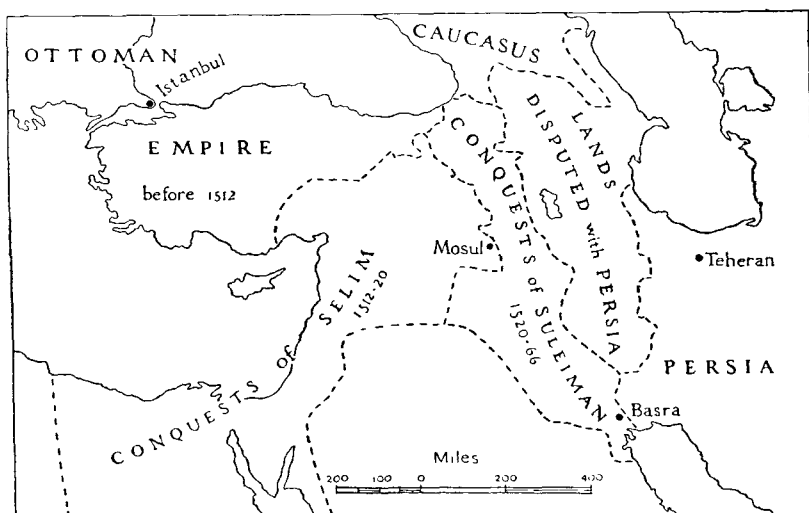 OTTOMAN
Istanbul
EMPIRE
before 1512
CAUCASUS
LANDS
DISPUTED with PERSIA
CONQUESTS of SULEIMAN
1520-66
Mosul
Teheran
CONQUESTS of SELIM
1512-20
PERSIA
Basra
Miles
200 100 0 200 400